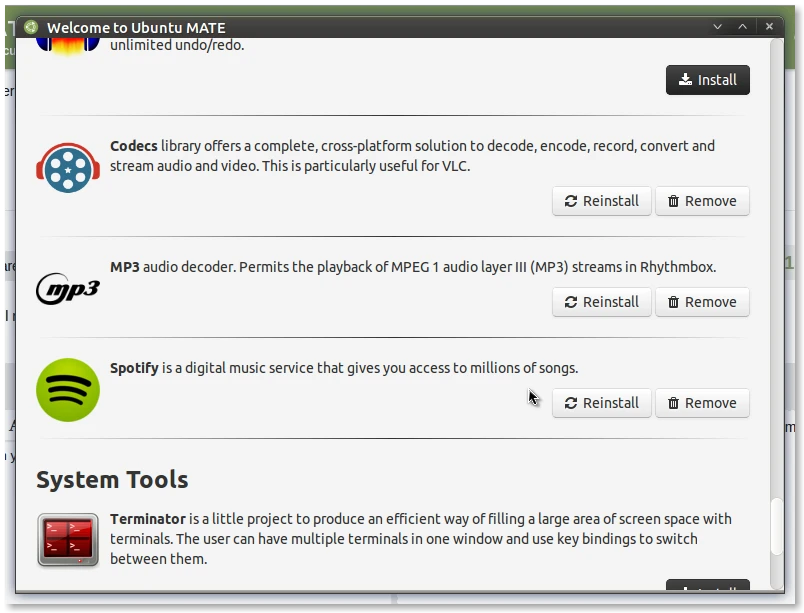 Welcome to Ubuntu MATE
unlimited undo/redo.
Install
Codecs library offers a complete, cross-platform solution to decode, encode, record, convert and
stream audio and video. This is particularly useful for VLC.
Reinstall Remove
MP3 audio decoder. Permits the playback of MPEG 1 audio layer III (MP3) streams in Rhythmbox.
mp3
Reinstall Remove
Spotify is a digital music service that gives you access to millions of songs.
Reinstall Remove
System Tools
Terminator is a little project to produce an efficient way of filling a large area of screen space with
terminals. The user can have multiple terminals in one window and use key bindings to switch
between them.